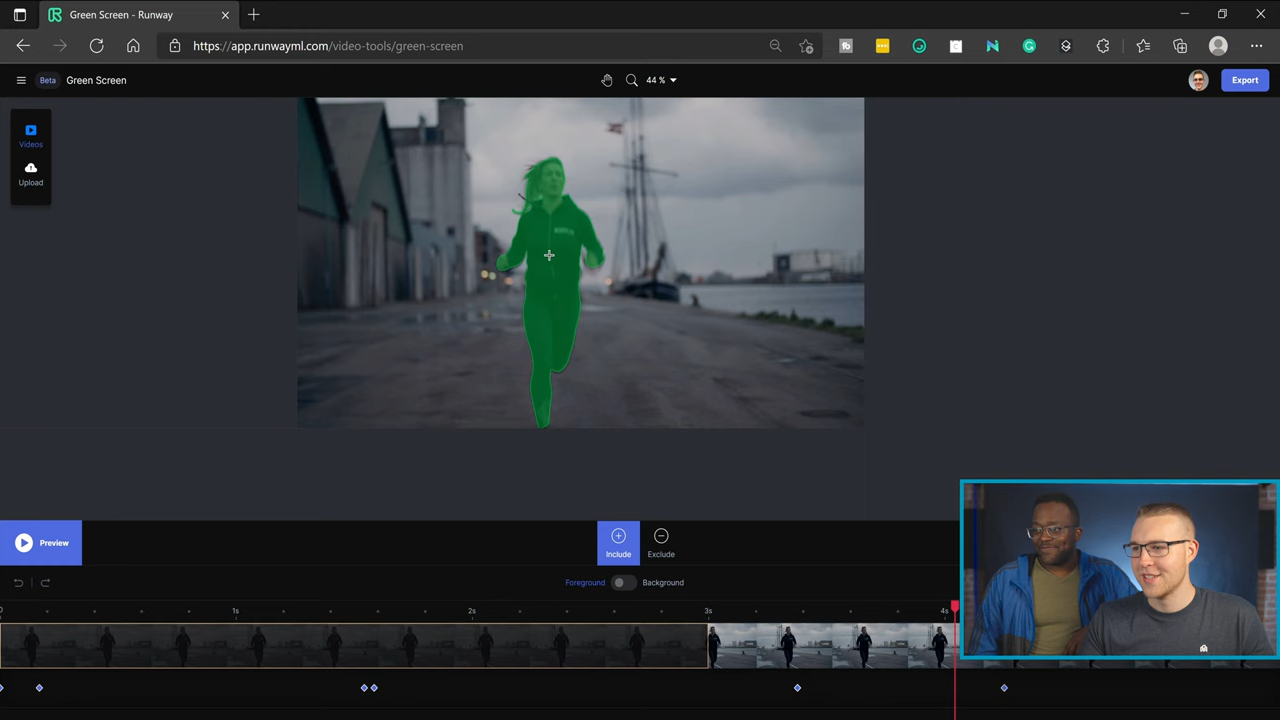 Green Screen - Runway
https://app.runwayml.com/video-tools/green-screen
Beta Green Screen
44 %
Export
Videos
Upload
Preview
Include
Exclude
Foreground
Background
0
1s
2s
3s
4s